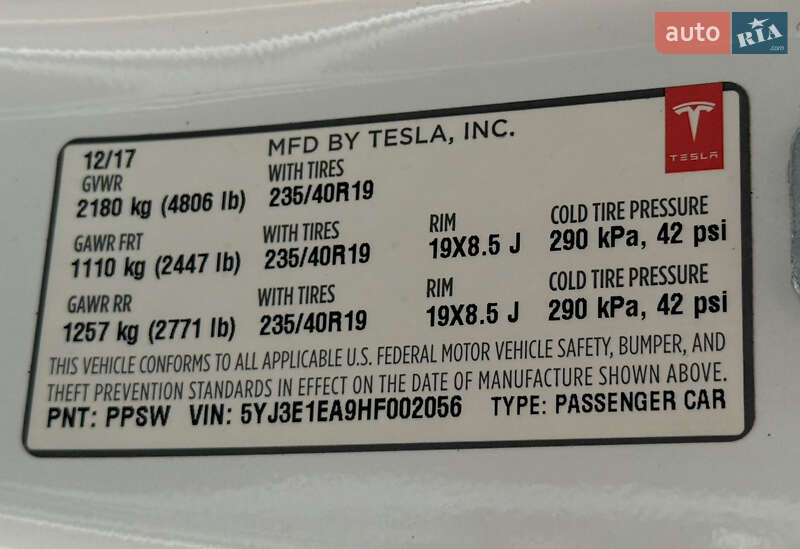 auto RIA .com
12/17 MFD BY TESLA, INC. TESLA
GVWR WITH TIRES
2180 kg (4806 lb) 235/40R19
GAWR FRT WITH TIRES RIM COLD TIRE PRESSURE
1110 kg (2447 lb) 235/40R19 19X8.5 J 290 kPa, 42 psi
GAWR RR WITH TIRES RIM COLD TIRE PRESSURE
1257 kg (2771 lb) 235/40R19 19X8.5 J 290 kPa, 42 psi
THIS VEHICLE CONFORMS TO ALL APPLICABLE U.S. FEDERAL MOTOR VEHICLE SAFETY, BUMPER, AND
THEFT PREVENTION STANDARDS IN EFFECT ON THE DATE OF MANUFACTURE SHOWN ABOVE.
PNT: PPSW VIN: 5YJ3E1EA9HF002056 TYPE: PASSENGER CAR